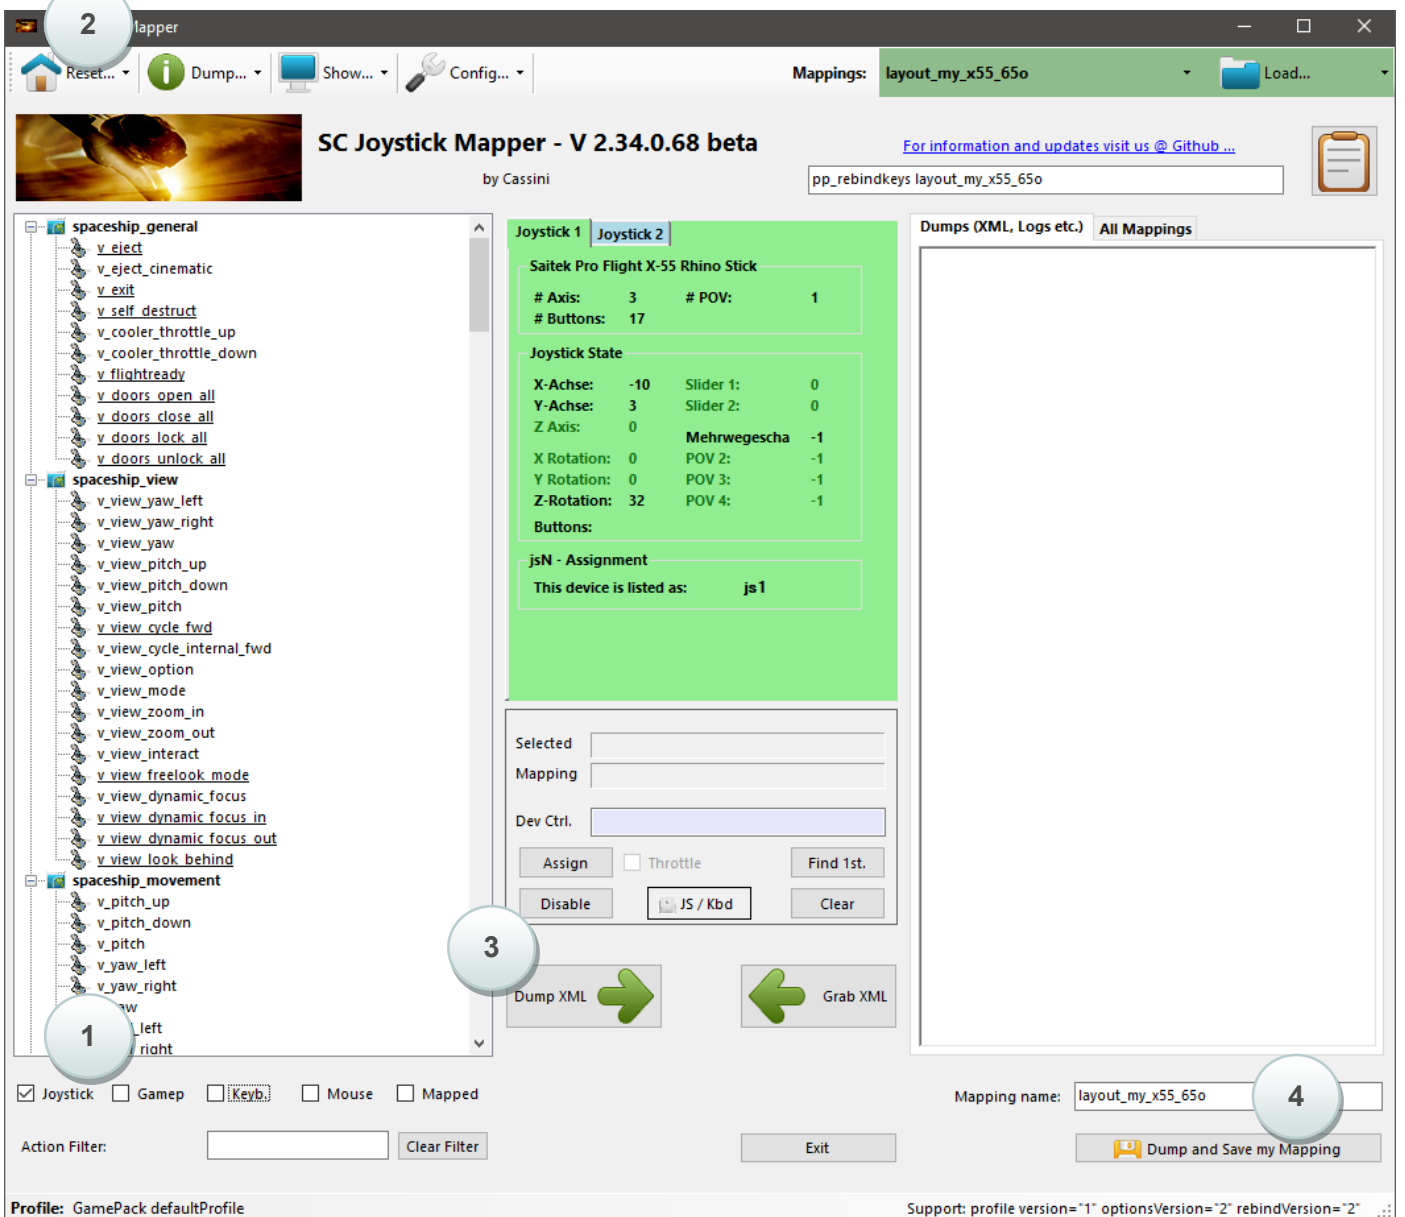 2
Mapper
Reset...
Dump...
Show...
Config...
Mappings:
layout_my_x55_65o
Load...
SC Joystick Mapper - V 2.34.0.68 beta
by Cassini
For information and updates visit us @ Github ...
pp_rebindkeys layout_my_x55_65o
spaceship_general
v_eject
v_eject_cinematic
v_exit
v_self_destruct
v_cooler_throttle_up
v_cooler_throttle_down
v_flightready
v_doors_open_all
v_doors_close_all
v_doors_lock_all
v_doors_unlock_all
spaceship_view
v_view_yaw_left
v_view_yaw_right
v_view_yaw
v_view_pitch_up
v_view_pitch_down
v_view_pitch
v_view_cycle_fwd
v_view_cycle_internal_fwd
v_view_option
v_view_mode
v_view_zoom_in
v_view_zoom_out
v_view_interact
v_view_freelook_mode
v_view_dynamic_focus
v_view_dynamic_focus_in
v_view_dynamic_focus_out
v_view_look_behind
spaceship_movement
v_pitch_up
v_pitch_down
v_pitch
v_yaw_left
v_yaw_right
aw
_left
right
1
Joystick 1
Joystick 2
Saitek Pro Flight X-55 Rhino Stick
# Axis: 3 # POV: 1
# Buttons: 17
Joystick State
X-Achse: -10 Slider 1: 0
Y-Achse: 3 Slider 2: 0
Z Axis: 0
Mehrwegescha -1
X Rotation: 0 POV 2: -1
Y Rotation: 0 POV 3: -1
Z-Rotation: 32 POV 4: -1
Buttons:
jsN - Assignment
This device is listed as: js1
Selected
Mapping
Dev Ctrl.
Assign Throttle Find 1st.
Disable JS / Kbd Clear
3
Dump XML
Grab XML
Dumps (XML, Logs etc.)
All Mappings
Joystick Gamep Keyb. Mouse Mapped
Action Filter:
Clear Filter
Exit
Mapping name: layout_my_x55_65o
4
Dump and Save my Mapping
Profile: GamePack defaultProfile
Support: profile version="1" optionsVersion="2" rebindVersion="2"